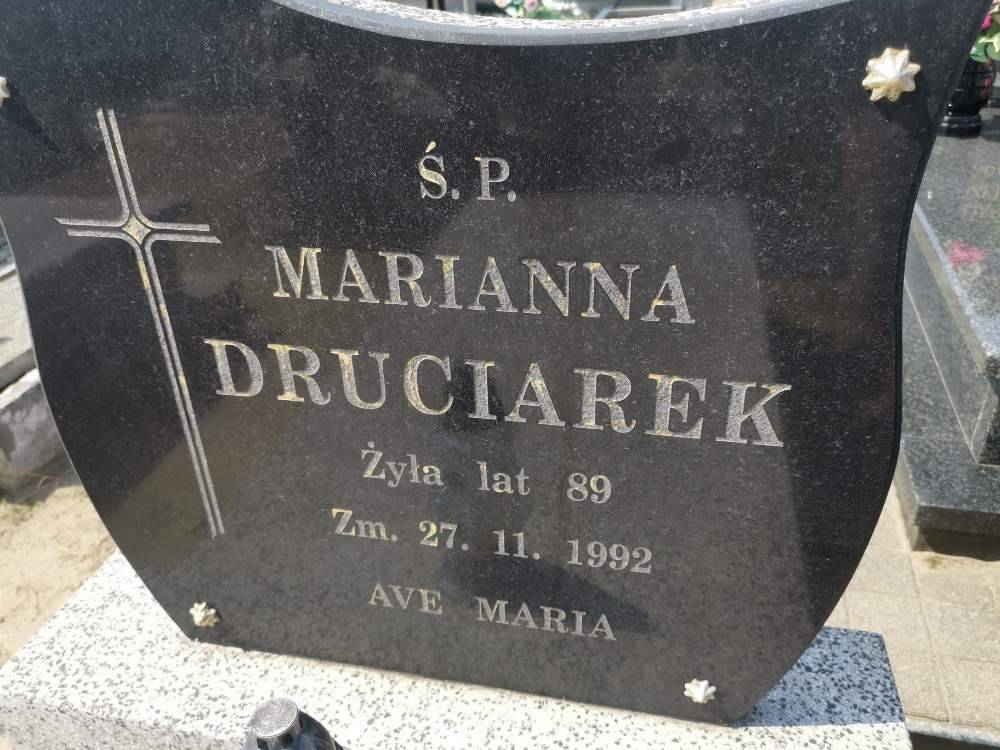 Ś. P.
MARIANNA
DRUCIAREK
Żyła lat 89
Zm. 27. 11. 1992
AVE MARIA